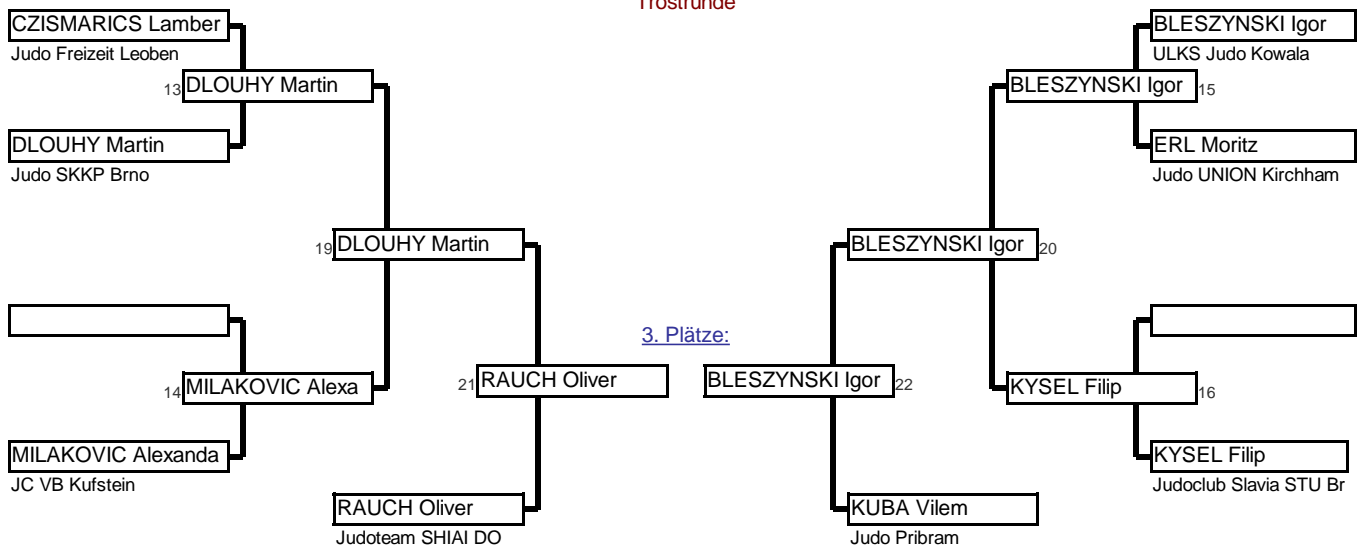 Trostrunde
CZISMARICS Lamber
Judo Freizeit Leoben
13 DLOUHY Martin
DLOUHY Martin
Judo SKKP Brno
19 DLOUHY Martin
14 MILAKOVIC Alexa
MILAKOVIC Alexanda
JC VB Kufstein
21 RAUCH Oliver
RAUCH Oliver
Judoteam SHIAI DO
3. Plätze:
BLESZYNSKI Igor
ULKS Judo Kowala
BLESZYNSKI Igor 15
ERL Moritz
Judo UNION Kirchham
BLESZYNSKI Igor 20
BLESZYNSKI Igor 22
KYSEL Filip 16
KYSEL Filip
Judoclub Slavia STU Br
KUBA Vilem
Judo Pribram